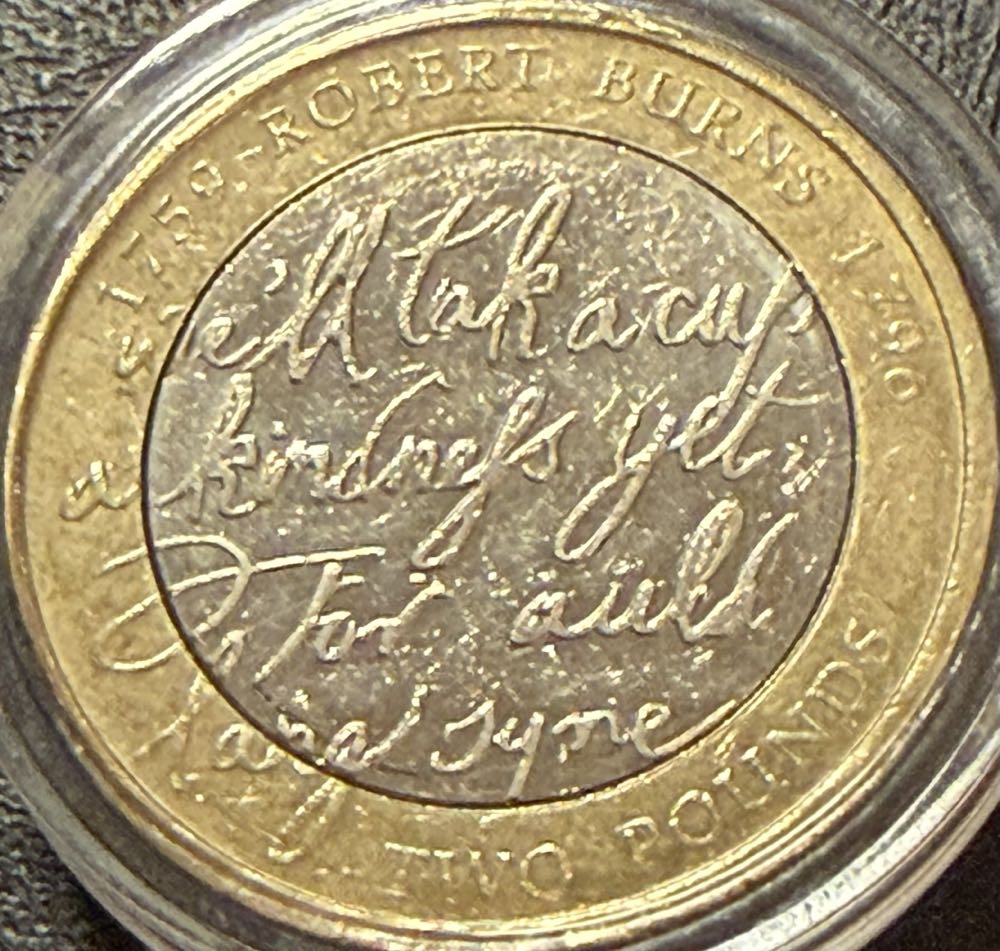 1759 ROBERT BURNS 1796
we'll tak a cup
a kindness yet
For auld
Lang Syne
TWO POUNDS